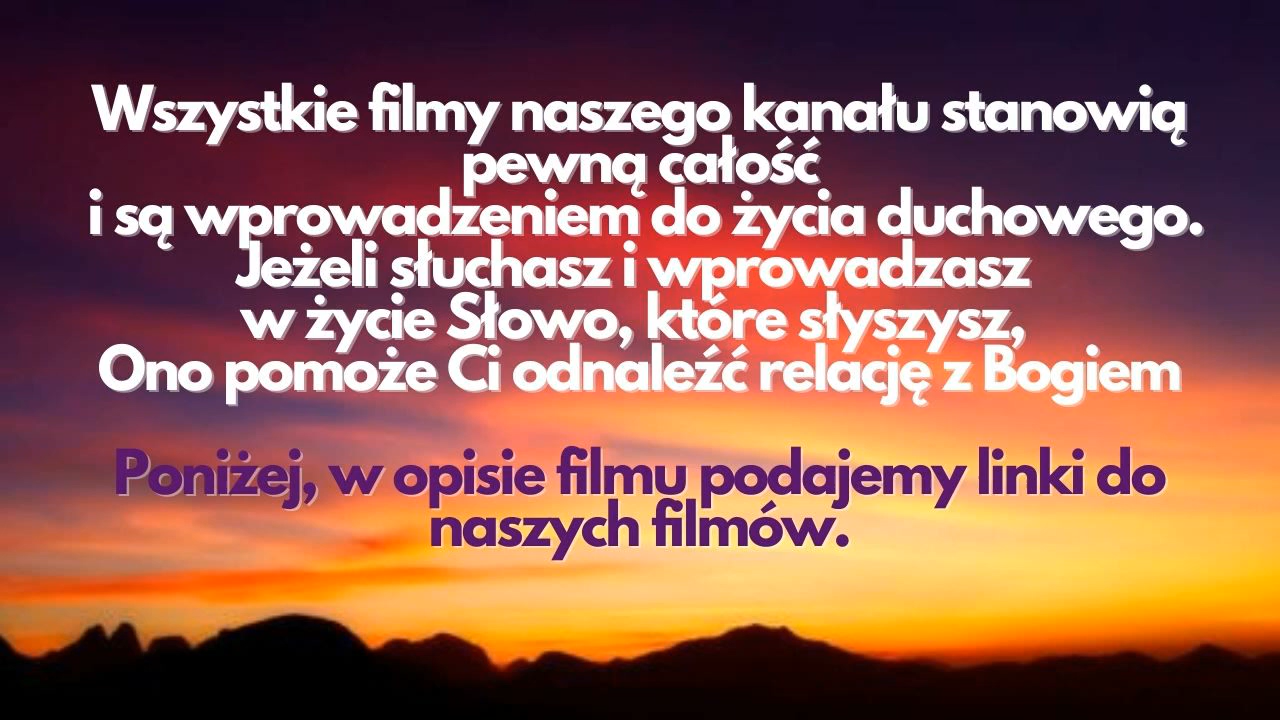 Wszystkie filmy naszego kanału stanowią
pewną całość
i są wprowadzeniem do życia duchowego.
Jeżeli słuchasz i wprowadzasz
w życie Słowo, które słyszysz,
Ono pomoże Ci odnaleźć relację z Bogiem
Poniżej, w opisie filmu podajemy linki do
naszych filmów.